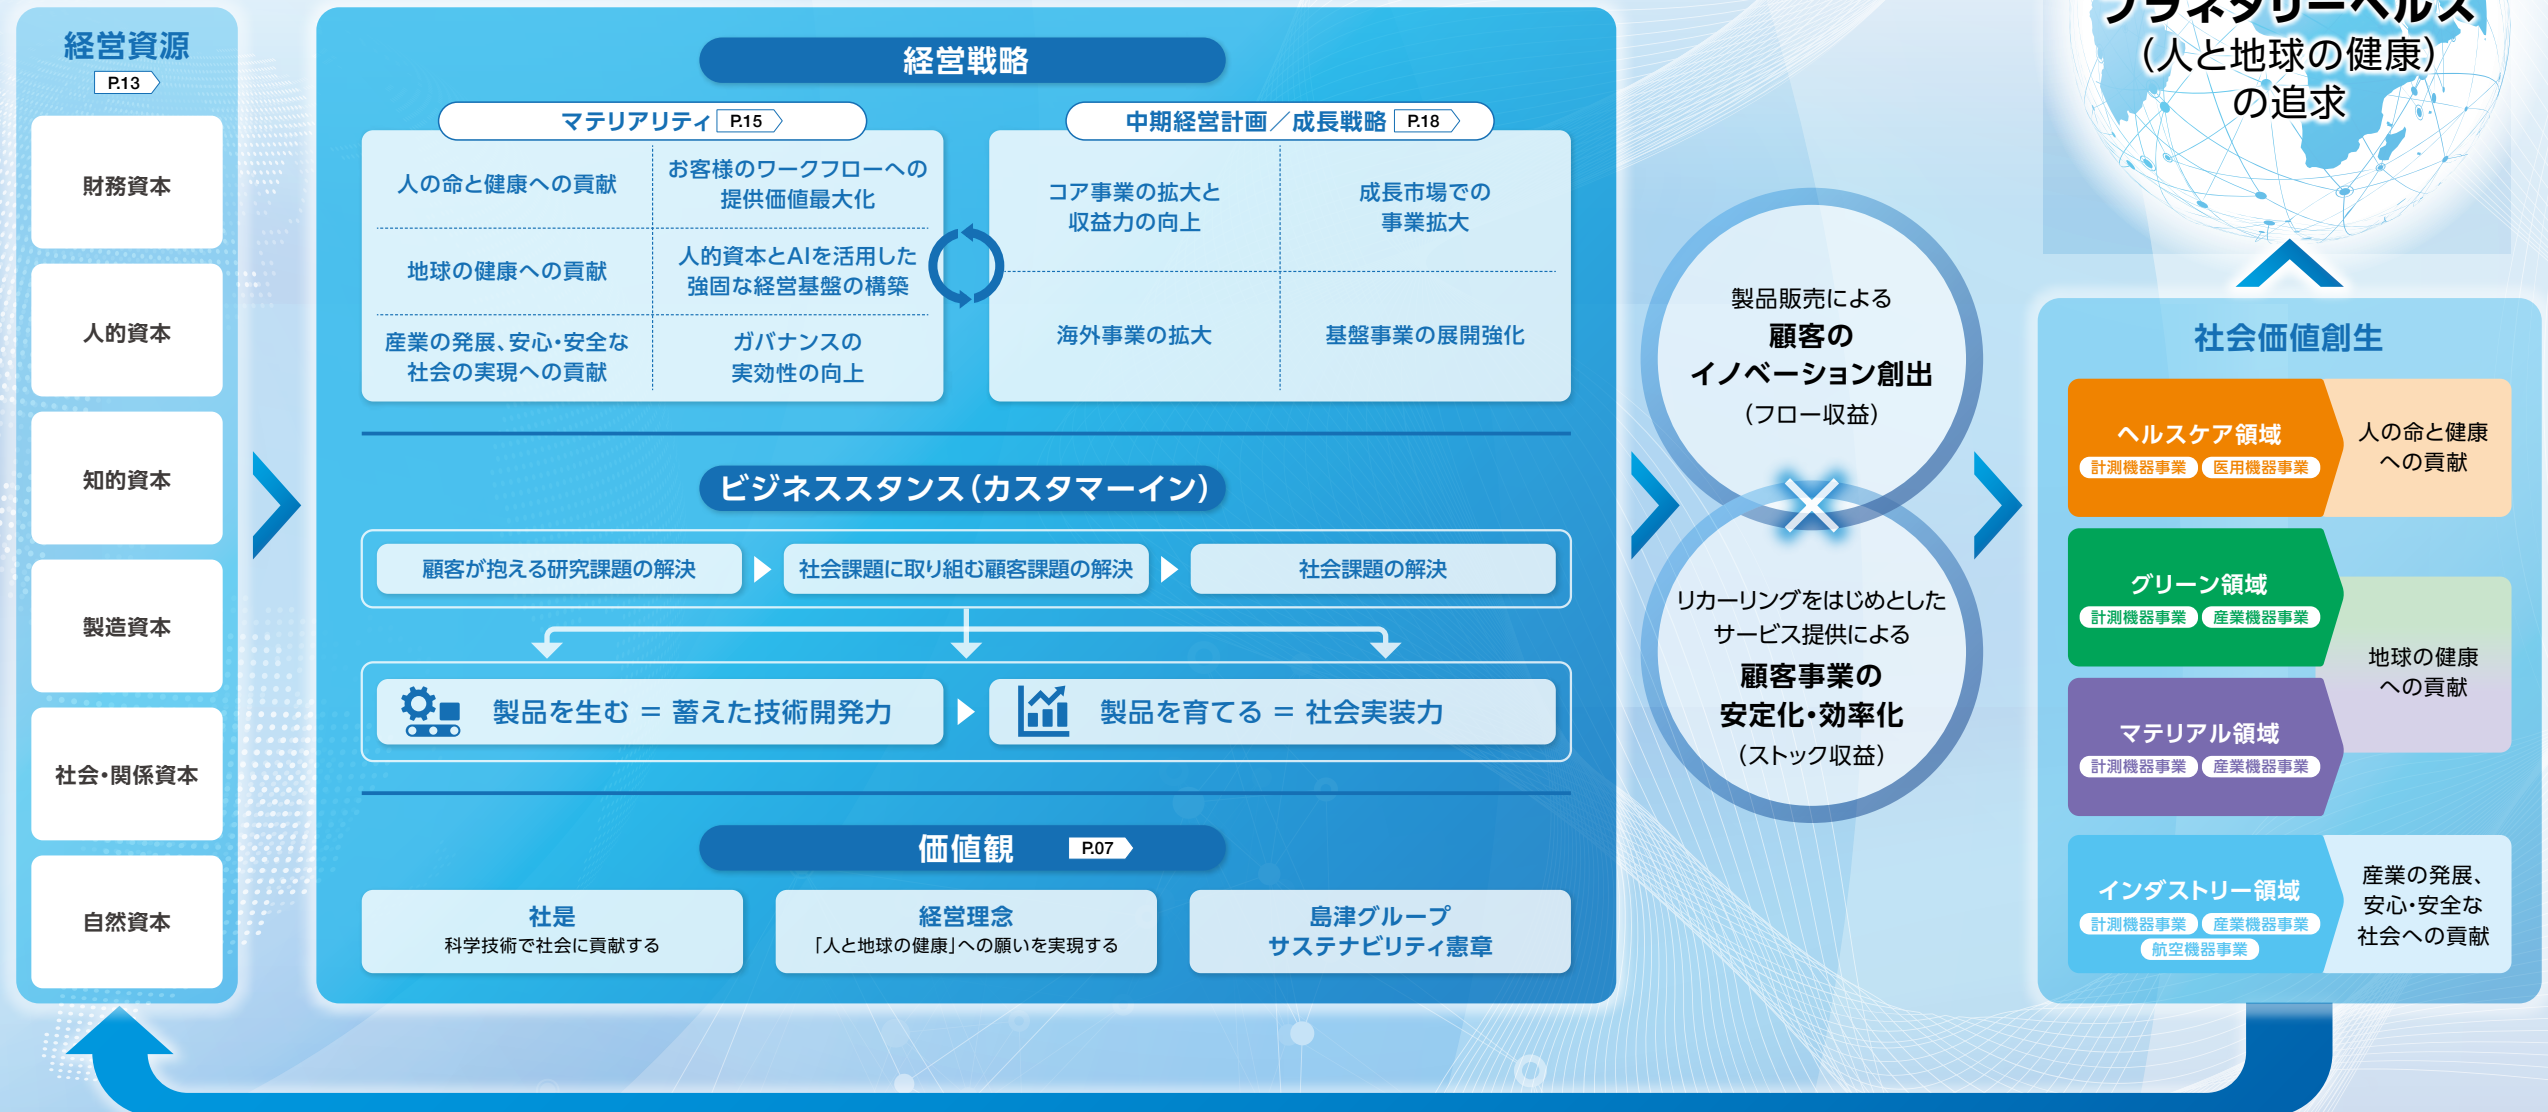 経営資源
P.13
財務資本
人的資本
知的資本
製造資本
社会・関係資本
自然資本
経営戦略
マテリアリティ P.15
人の命と健康への貢献
お客様のワークフローへの
提供価値最大化
地球の健康への貢献
人的資本とAIを活用した
強固な経営基盤の構築
産業の発展、安心・安全な
社会の実現への貢献
ガバナンスの
実効性の向上
中期経営計画／成長戦略 P.18
コア事業の拡大と
収益力の向上
成長市場での
事業拡大
海外事業の拡大
基盤事業の展開強化
ビジネススタンス（カスタマーイン）
顧客が抱える研究課題の解決
社会課題に取り組む顧客課題の解決
社会課題の解決
製品を生む ＝ 蓄えた技術開発力
製品を育てる ＝ 社会実装力
価値観 P.07
社是
科学技術で社会に貢献する
経営理念
「人と地球の健康」への願いを実現する
島津グループ
サステナビリティ憲章
製品販売による
顧客の
イノベーション創出
（フロー収益）
×
リカーリングをはじめとした
サービス提供による
顧客事業の
安定化・効率化
（ストック収益）
プラネタリーヘルス
（人と地球の健康）
の追求
社会価値創生
ヘルスケア領域
計測機器事業 医用機器事業
人の命と健康
への貢献
グリーン領域
計測機器事業 産業機器事業
マテリアル領域
計測機器事業 産業機器事業
地球の健康
への貢献
インダストリー領域
計測機器事業 産業機器事業
航空機器事業
産業の発展、
安心・安全な
社会への貢献